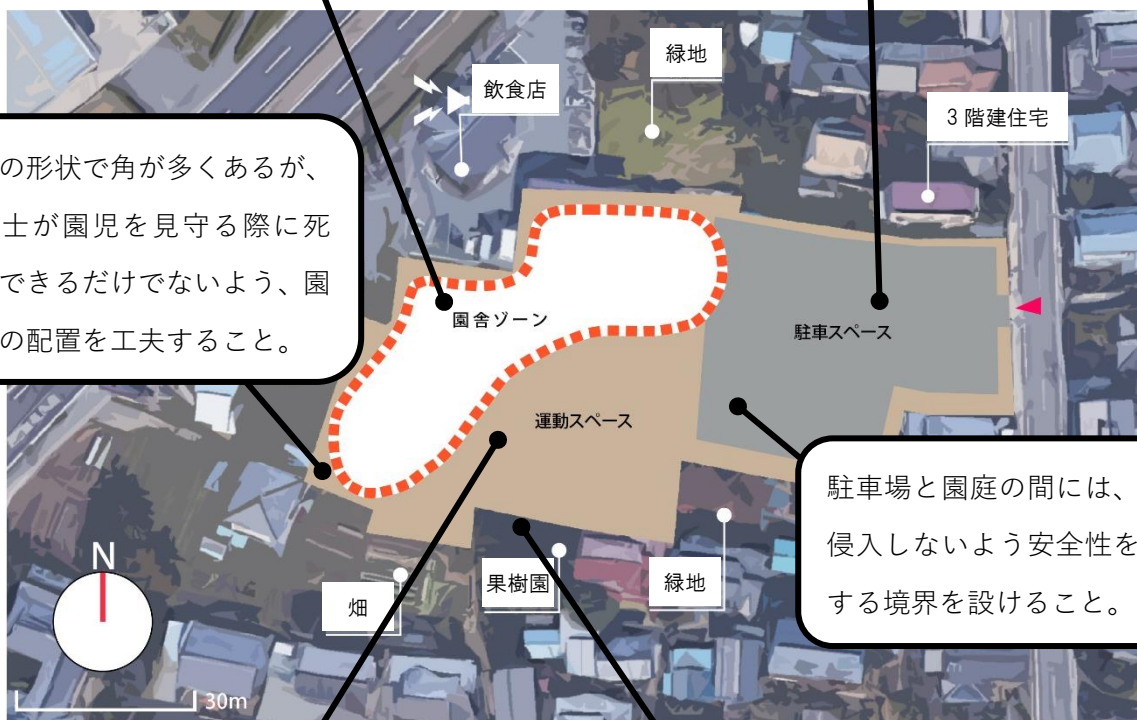 緑地
飲食店
3階建住宅
の形状で角が多くあるが、
士が園児を見守る際に死
できるだけでないよう、園
の配置を工夫すること。
園舎ゾーン
駐車スペース
運動スペース
駐車場と園庭の間には、
侵入しないよう安全性を
する境界を設けること。
N
畑
果樹園
緑地
30m